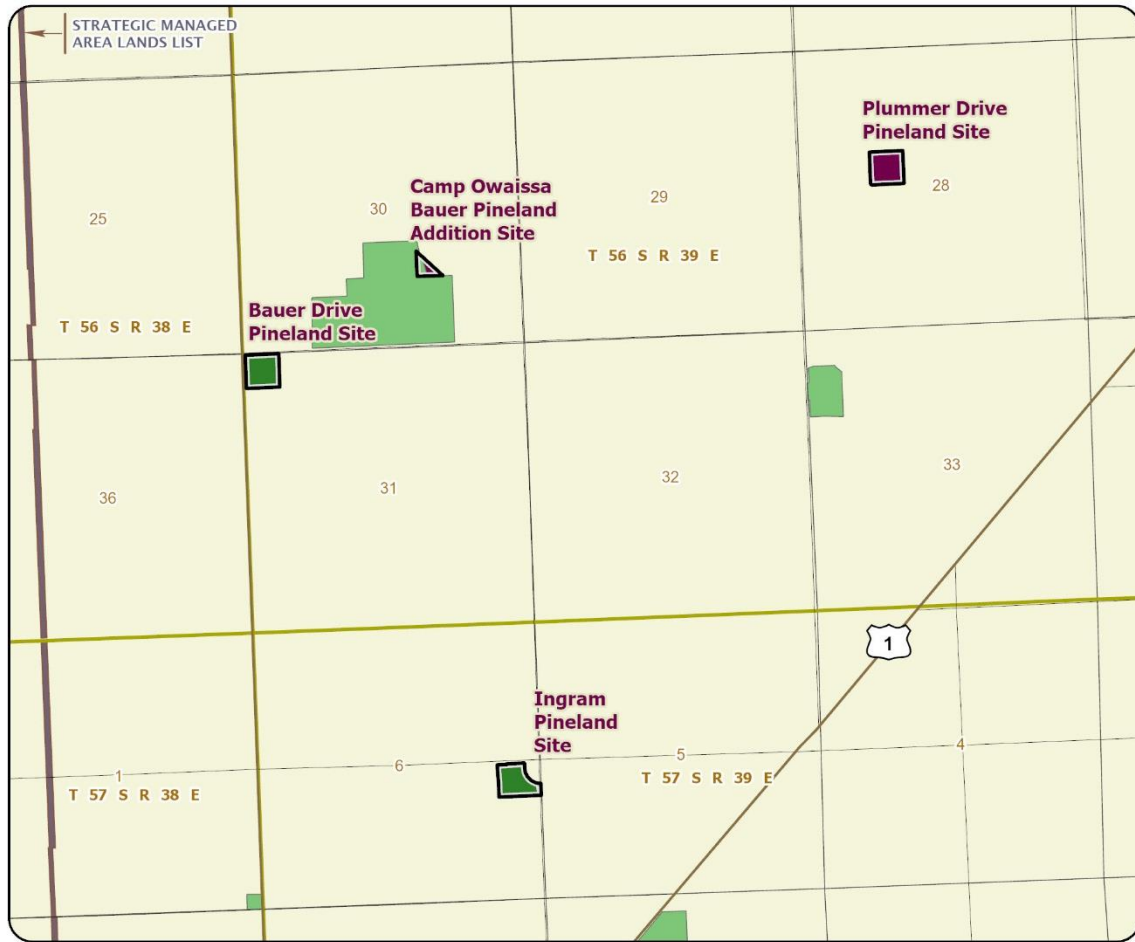 STRATEGIC MANAGED
AREA LANDS LIST
Plummer Drive
Pineland Site
28
Camp Owaissa
Bauer Pineland
Addition Site
30
29
25
T 56 S R 39 E
Bauer Drive
Pineland Site
T 56 S R 38 E
36
31
32
33
1
Ingram
Pineland
Site
1
6
5
4
T 57 S R 38 E
T 57 S R 39 E